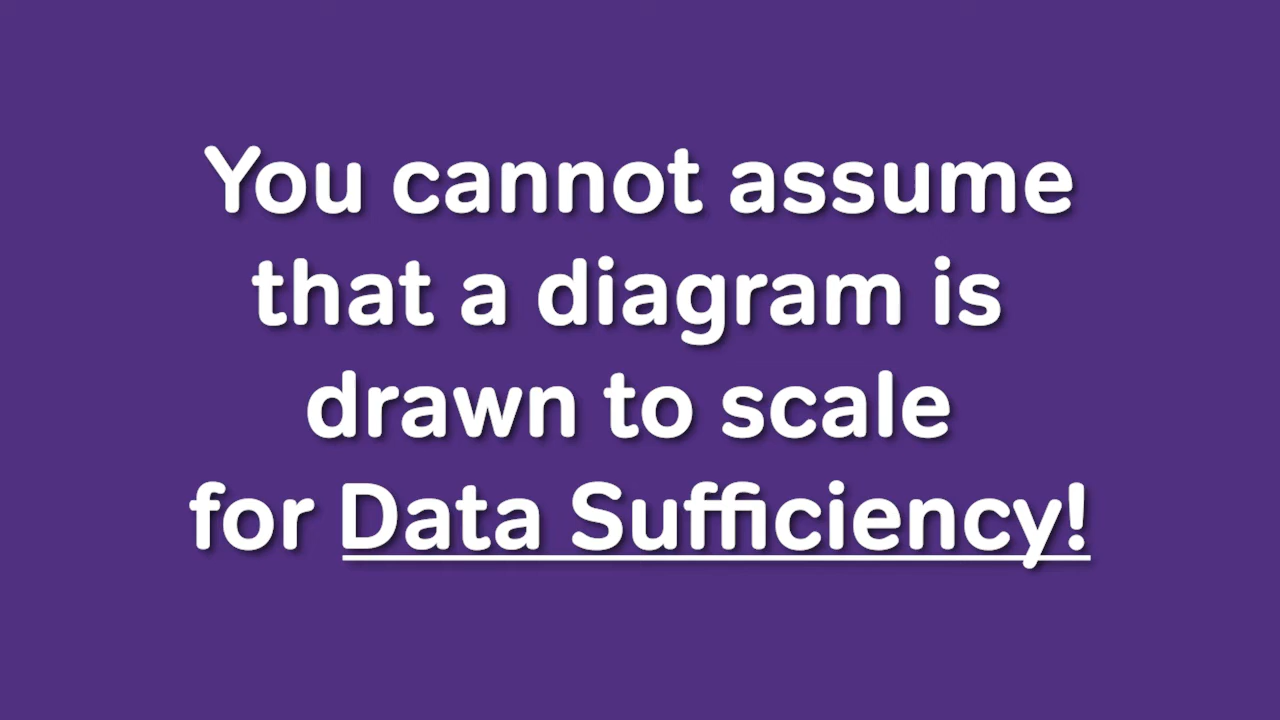 You cannot assume
that a diagram is
drawn to scale
for Data Sufficiency!